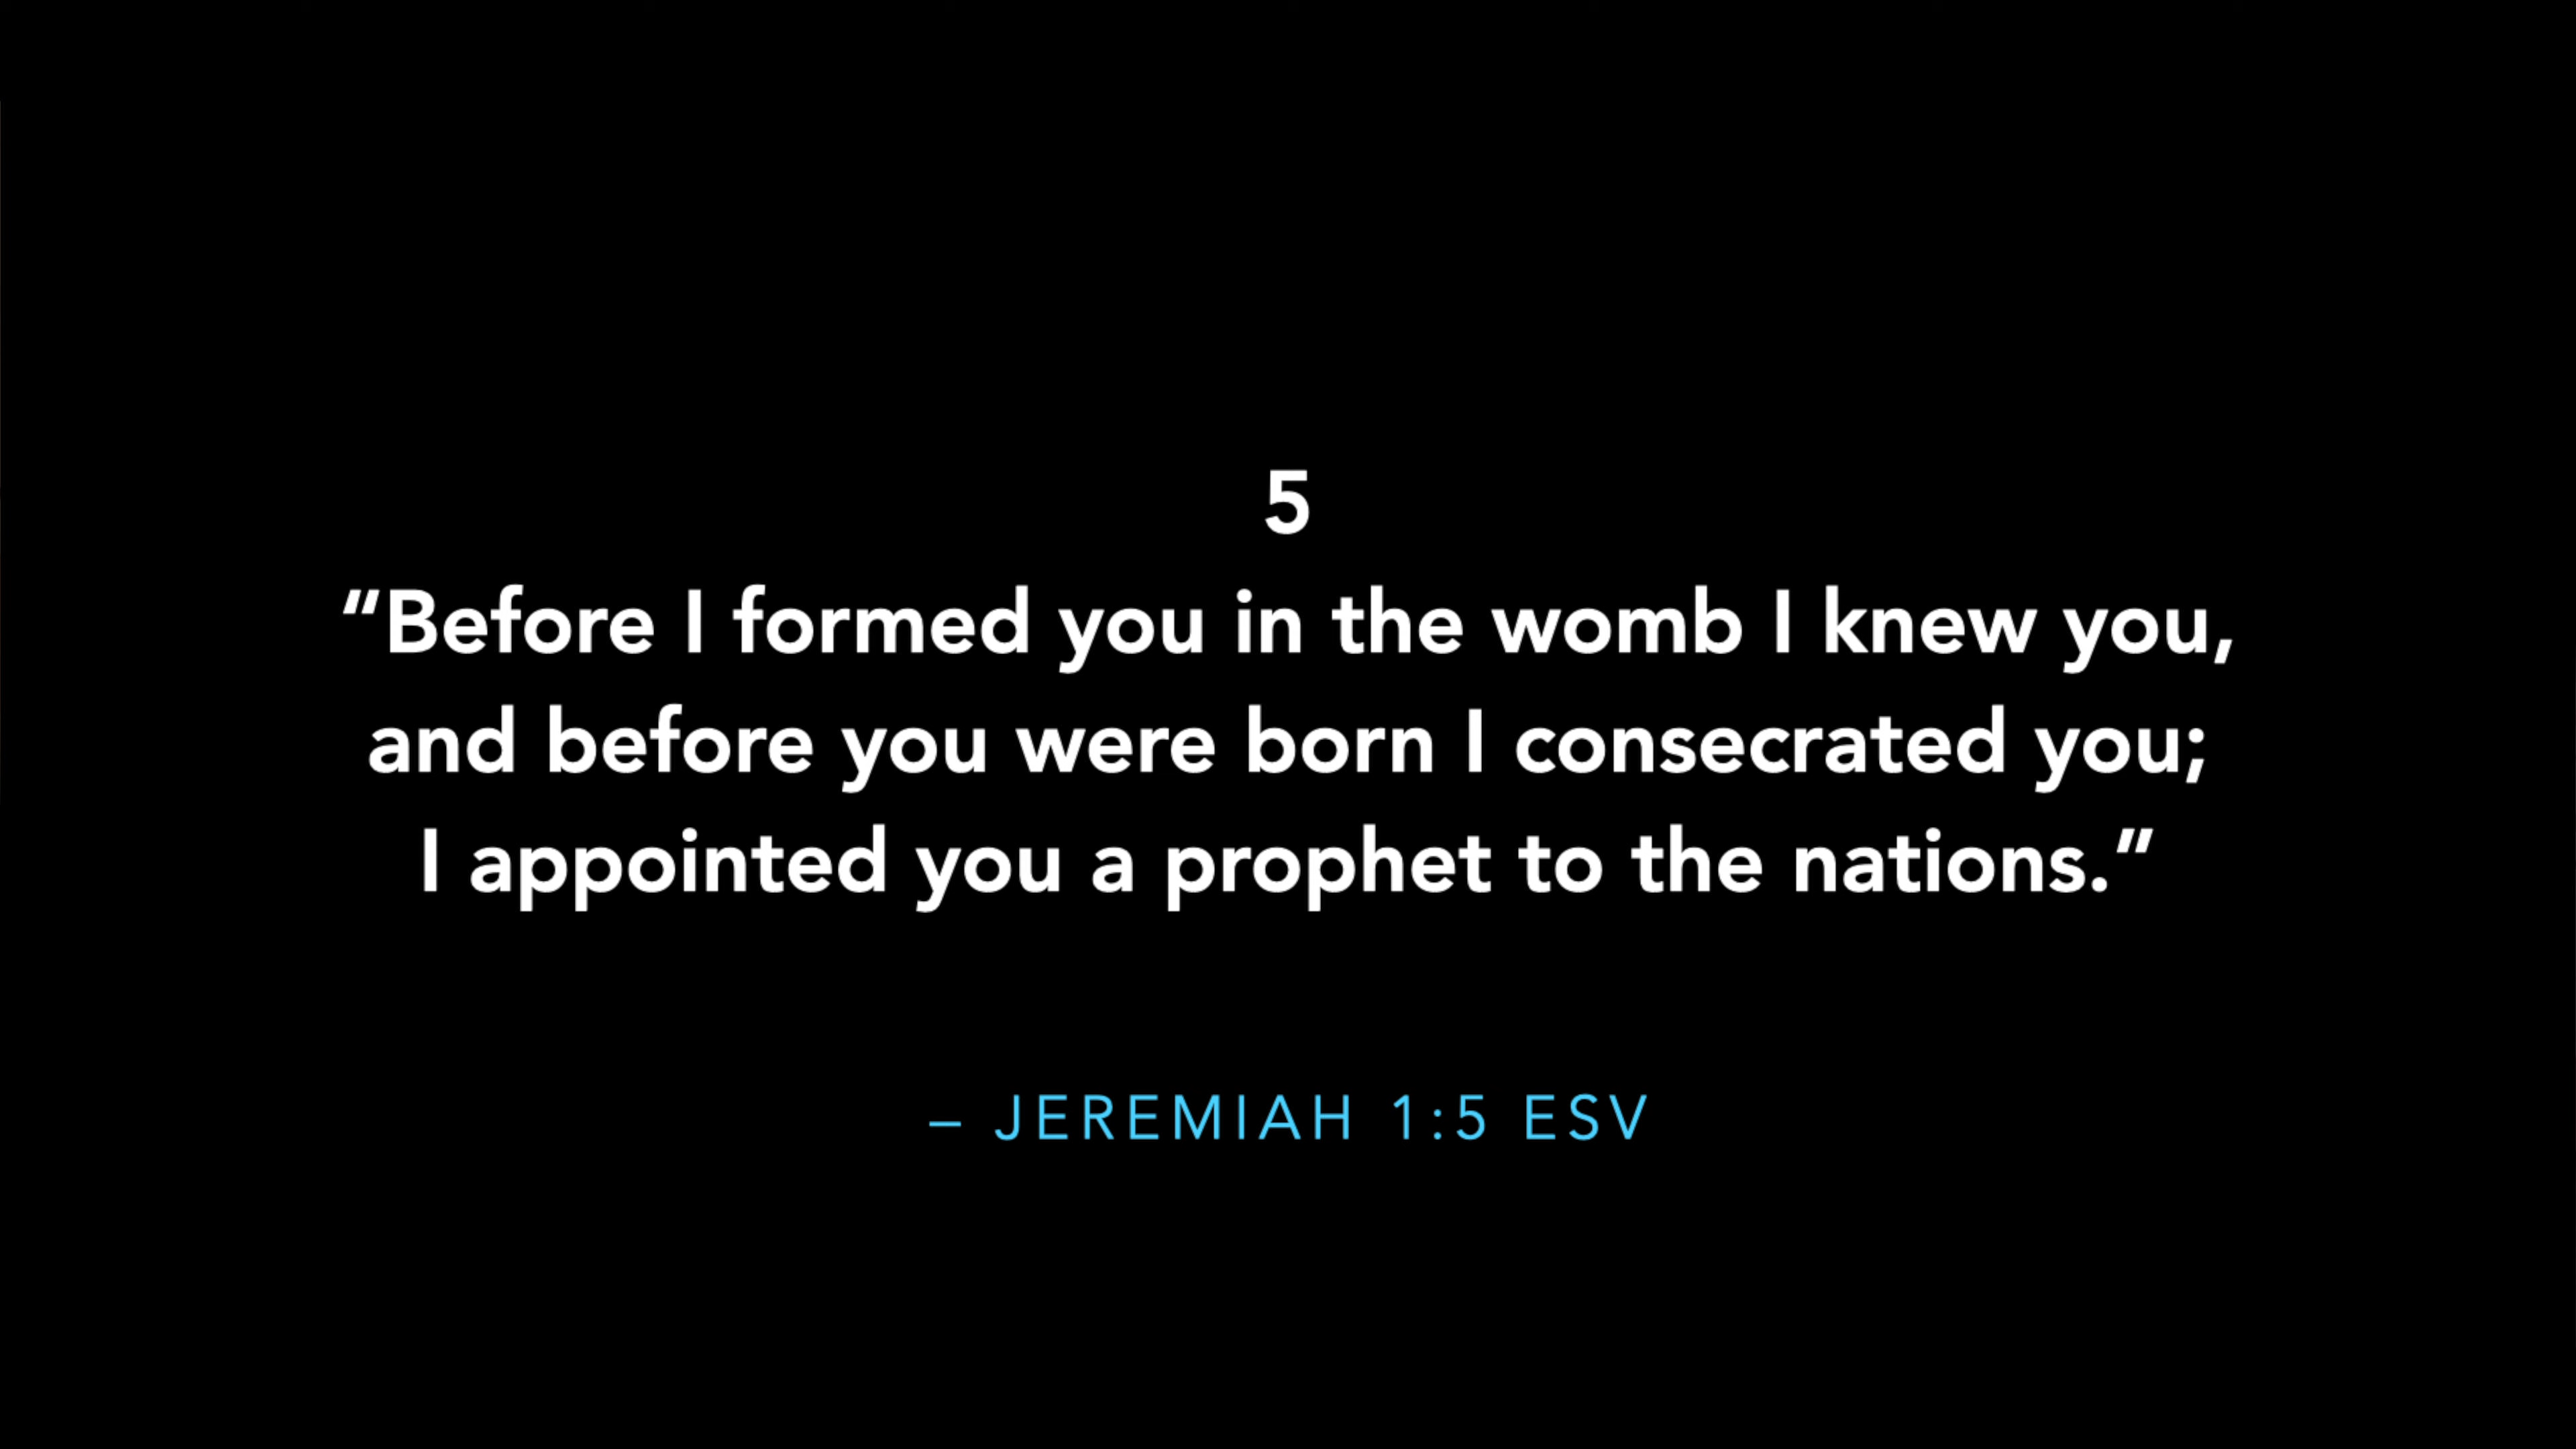 5
“Before I formed you in the womb I knew you,
and before you were born I consecrated you;
I appointed you a prophet to the nations.”
– JEREMIAH 1:5 ESV